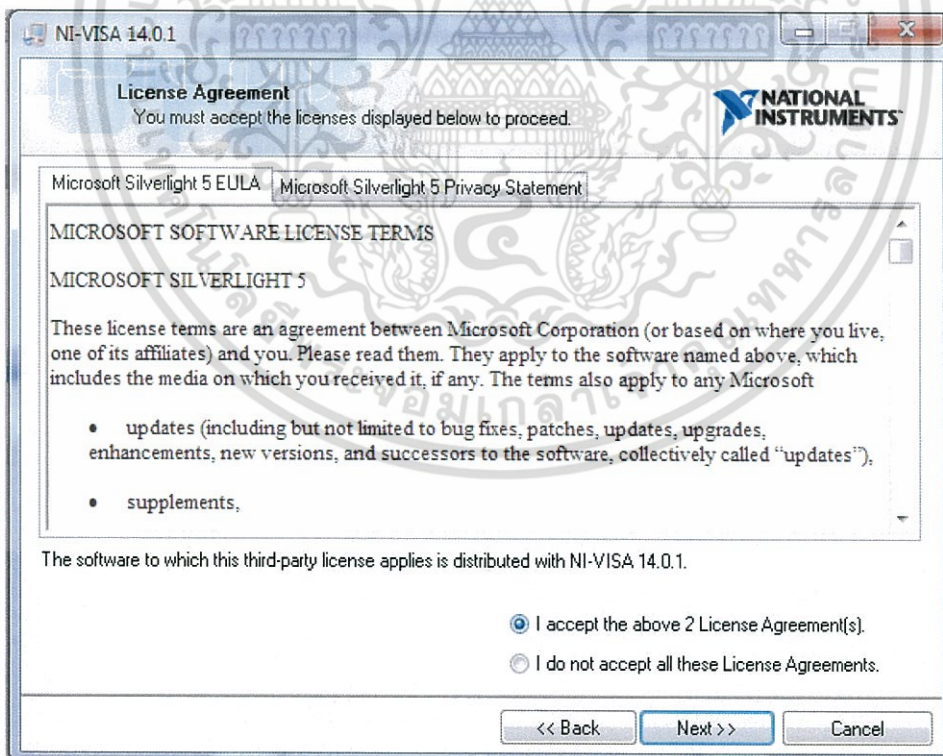 NI-VISA 14.0.1
License Agreement
You must accept the licenses displayed below to proceed.
NATIONAL
INSTRUMENTS
Microsoft Silverlight 5 EULA
Microsoft Silverlight 5 Privacy Statement
MICROSOFT SOFTWARE LICENSE TERMS
MICROSOFT SILVERLIGHT 5
These license terms are an agreement between Microsoft Corporation (or based on where you live,
one of its affiliates) and you. Please read them. They apply to the software named above, which
includes the media on which you received it, if any. The terms also apply to any Microsoft
• updates (including but not limited to bug fixes, patches, updates, upgrades,
enhancements, new versions, and successors to the software, collectively called “updates”),
• supplements,
The software to which this third-party license applies is distributed with NI-VISA 14.0.1.
I accept the above 2 License Agreement(s).
I do not accept all these License Agreements.
<< Back
Next >>
Cancel